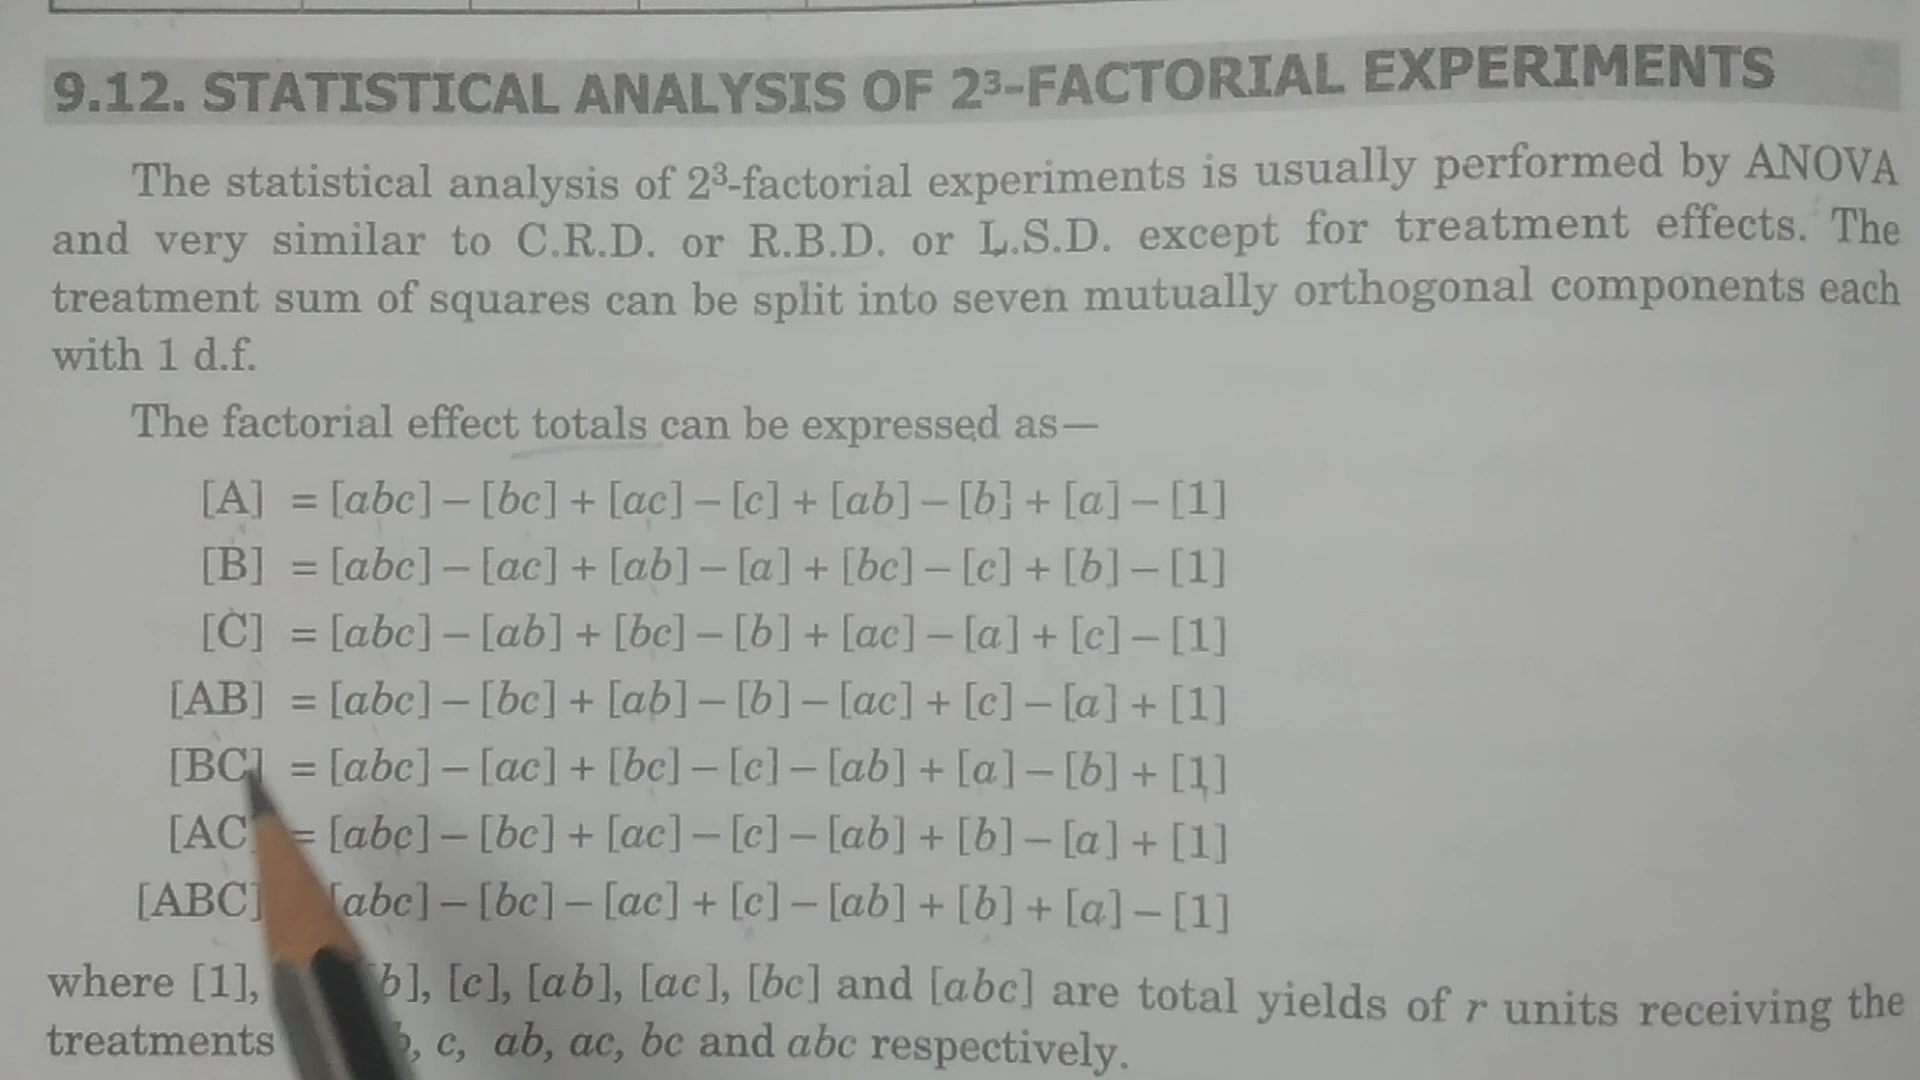 9.12. STATISTICAL ANALYSIS OF 2³-FACTORIAL EXPERIMENTS
The statistical analysis of 2³-factorial experiments is usually performed by ANOVA
and very similar to C.R.D. or R.B.D. or L.S.D. except for treatment effects. The
treatment sum of squares can be split into seven mutually orthogonal components each
with 1 d.f.
The factorial effect totals can be expressed as—
[A] = [abc] – [bc] + [ac] – [c] + [ab] – [b] + [a] – [1]
[B] = [abc] – [ac] + [ab] – [a] + [bc] – [c] + [b] – [1]
[C] = [abc] – [ab] + [bc] – [b] + [ac] – [a] + [c] – [1]
[AB] = [abc] – [bc] + [ab] – [b] – [ac] + [c] – [a] + [1]
[BC] = [abc] – [ac] + [bc] – [c] – [ab] + [a] – [b] + [1]
[AC = [abc] – [bc] + [ac] – [c] – [ab] + [b] – [a] + [1]
[ABC] [abc] – [bc] – [ac] + [c] – [ab] + [b] + [a] – [1]
where [1], b], [c], [ab], [ac], [bc] and [abc] are total yields of r units receiving the
treatments , c, ab, ac, bc and abc respectively.